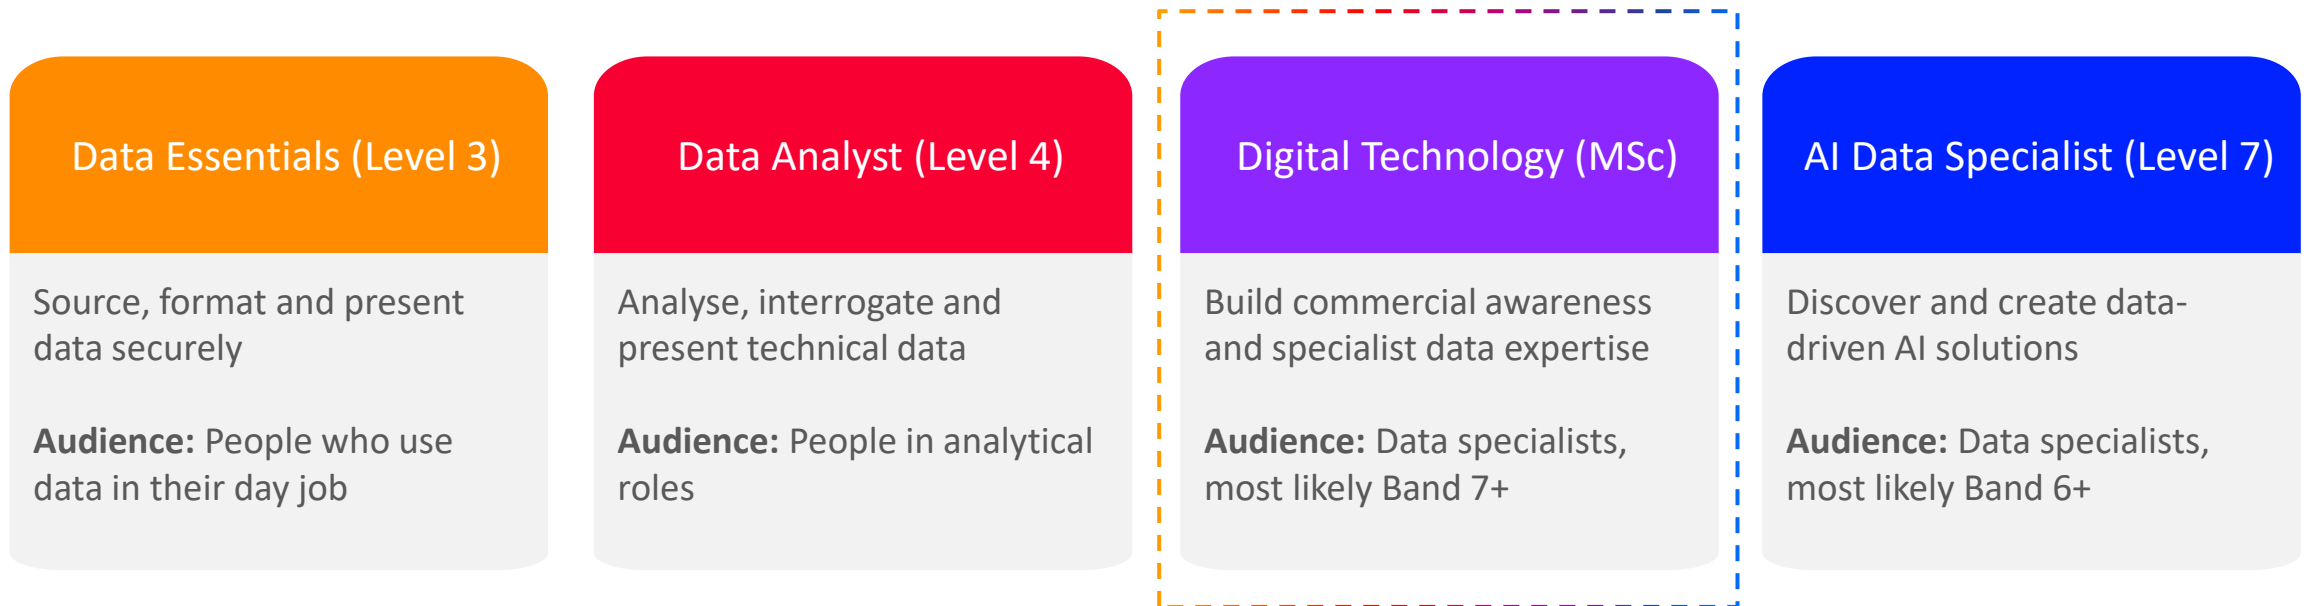 Data Essentials (Level 3)
Source, format and present
data securely
Audience: People who use
data in their day job
Data Analyst (Level 4)
Analyse, interrogate and
present technical data
Audience: People in analytical
roles
Digital Technology (MSc)
Build commercial awareness
and specialist data expertise
Audience: Data specialists,
most likely Band 7+
AI Data Specialist (Level 7)
Discover and create data-
driven AI solutions
Audience: Data specialists,
most likely Band 6+